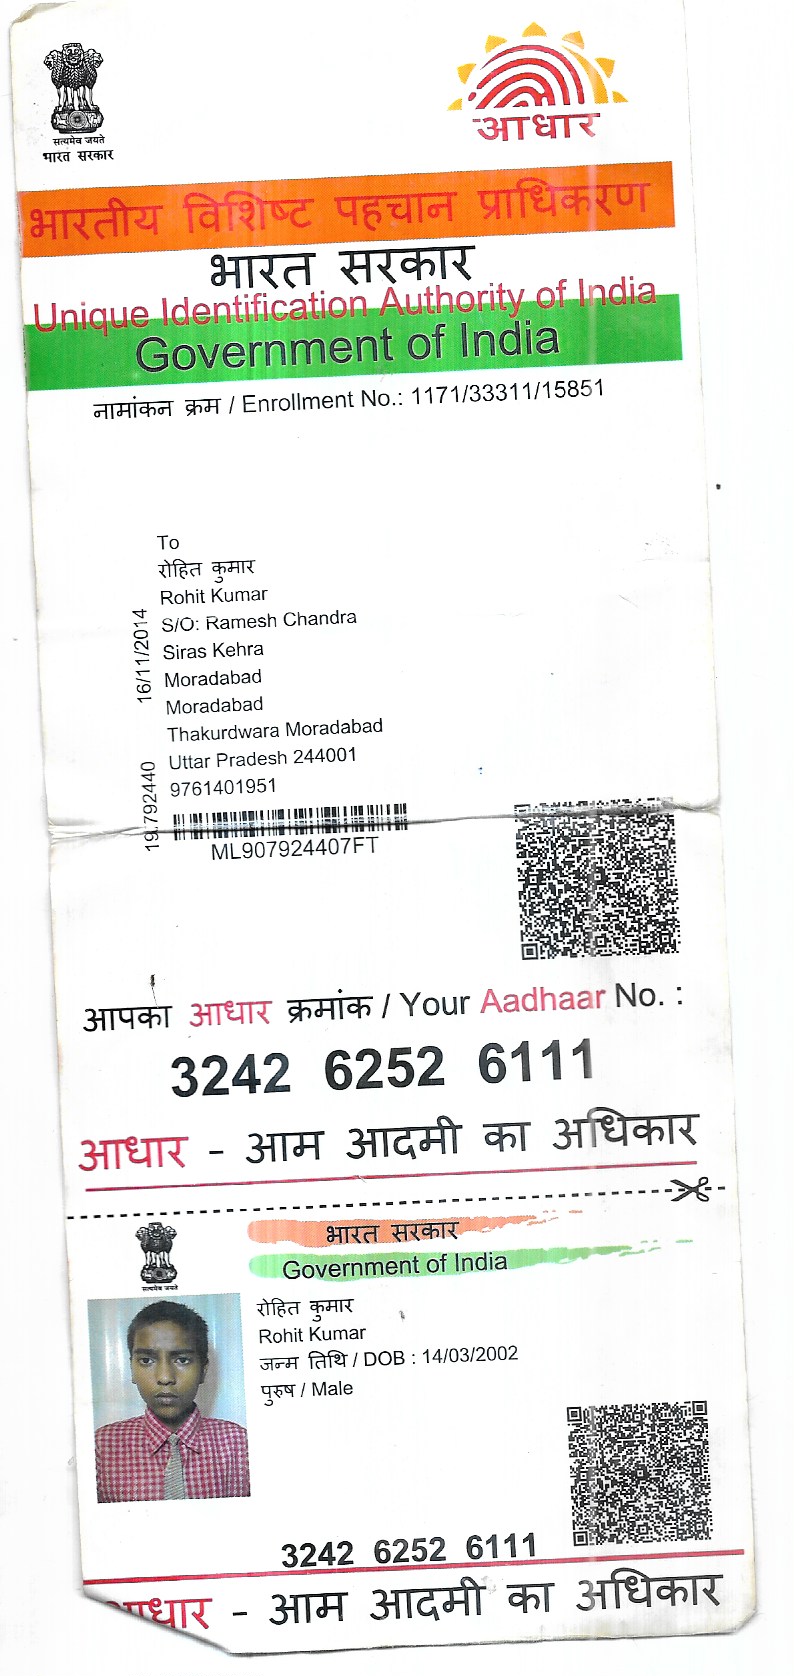 सत्यमेव जयते
भारत सरकार
आधार
भारतीय विशिष्ट पहचान प्राधिकरण
भारत सरकार
Unique Identification Authority of India
Government of India
नामांकन क्रम / Enrollment No.: 1171/33311/15851
To
रोहित कुमार
Rohit Kumar
S/O: Ramesh Chandra
Siras Kehra
Moradabad
Moradabad
Thakurdwara Moradabad
Uttar Pradesh 244001
9761401951
16/11/2014
ML907924407FT
आपका आधार क्रमांक / Your Aadhaar No. :
3242 6252 6111
आधार - आम आदमी का अधिकार
सत्यमेव जयते
भारत सरकार
Government of India
रोहित कुमार
Rohit Kumar
जन्म तिथि / DOB : 14/03/2002
पुरुष / Male
3242 6252 6111
आधार - आम आदमी का अधिकार